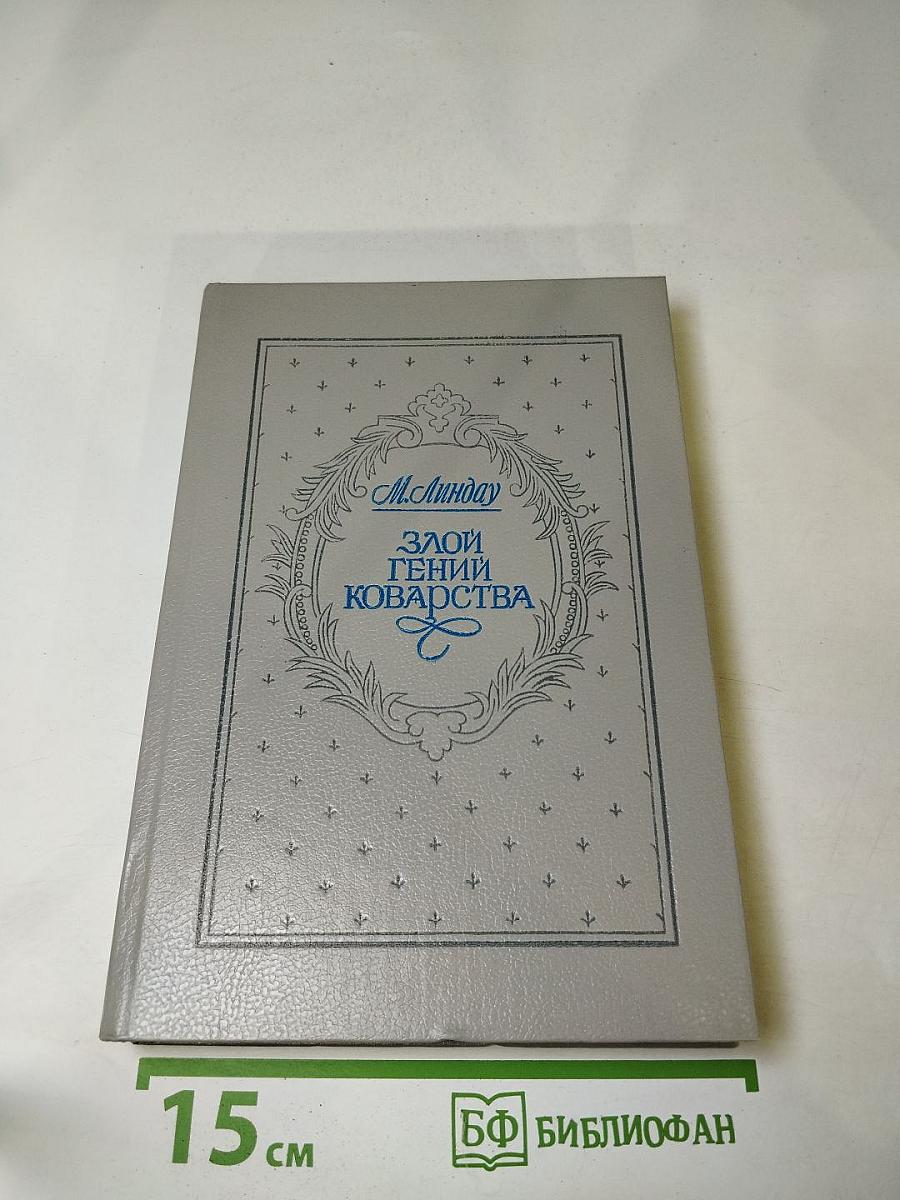 М. Линдау
ЗЛОЙ
ГЕНИЙ
КОВАРСТВА
15 см
БФ БИБЛИОФАН